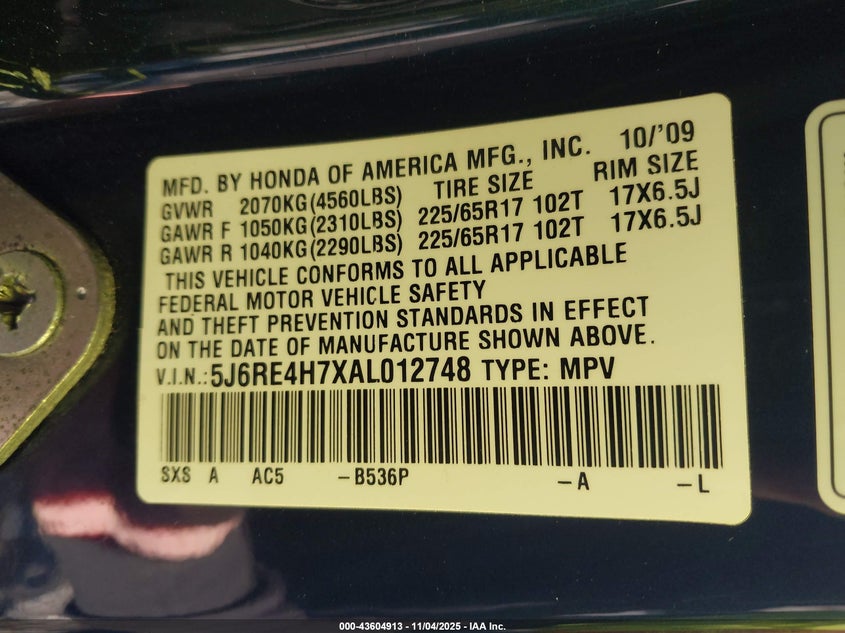 MFD. BY HONDA OF AMERICA MFG., INC. 10/'09
GVWR 2070KG(4560LBS) TIRE SIZE RIM SIZE
GAWR F 1050KG(2310LBS) 225/65R17 102T 17X6.5J
GAWR R 1040KG(2290LBS) 225/65R17 102T 17X6.5J
THIS VEHICLE CONFORMS TO ALL APPLICABLE
FEDERAL MOTOR VEHICLE SAFETY
AND THEFT PREVENTION STANDARDS IN EFFECT
ON THE DATE OF MANUFACTURE SHOWN ABOVE.
V.I.N.: 5J6RE4H7XAL012748 TYPE: MPV
SXS A AC5 -B536P -A -L
000-43604913 - 11/04/2025 - IAA Inc.